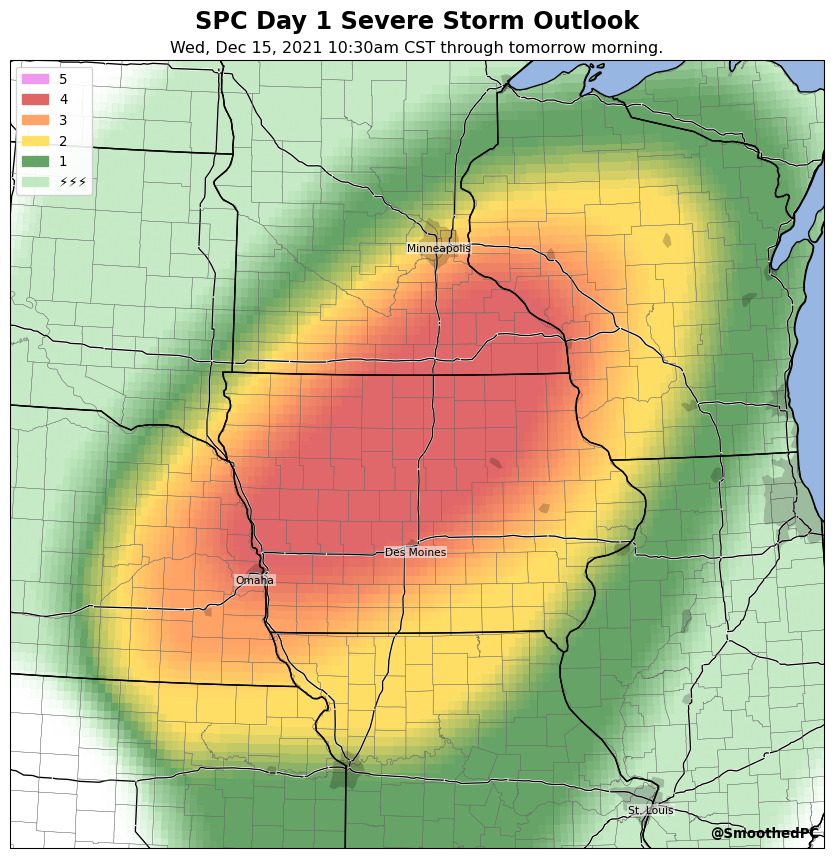 SPC Day 1 Severe Storm Outlook
Wed, Dec 15, 2021 10:30am CST through tomorrow morning.
5
4
3
2
1
⚡⚡⚡
Minneapolis
Des Moines
Omaha
St. Louis
@SmoothedPC